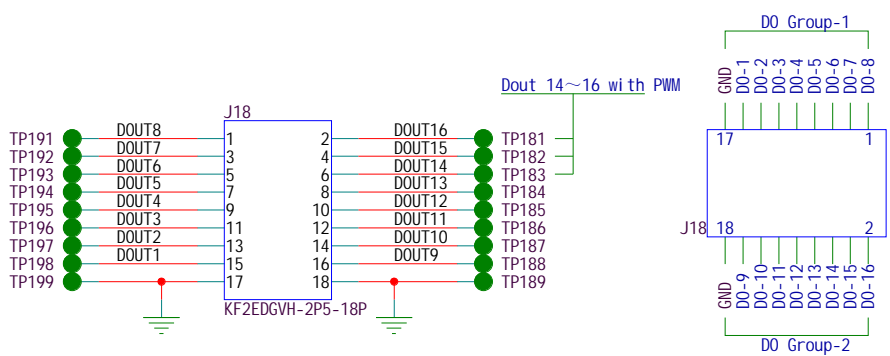 DO Group-1
GND DO-1 DO-2 DO-3 DO-4 DO-5 DO-6 DO-7 DO-8
Dout 14～16 with PWM
J18
TP191 DOUT8 1 2 DOUT16 TP181
TP192 DOUT7 3 4 DOUT15 TP182
TP193 DOUT6 5 6 DOUT14 TP183
TP194 DOUT5 7 8 DOUT13 TP184
TP195 DOUT4 9 10 DOUT12 TP185
TP196 DOUT3 11 12 DOUT11 TP186
TP197 DOUT2 13 14 DOUT10 TP187
TP198 DOUT1 15 16 DOUT9 TP188
TP199 17 18 TP189
KF2EDGVH-2P5-18P
17 1
J18 18 2
GND DO-9 DO-10 DO-11 DO-12 DO-13 DO-14 DO-15 DO-16
DO Group-2